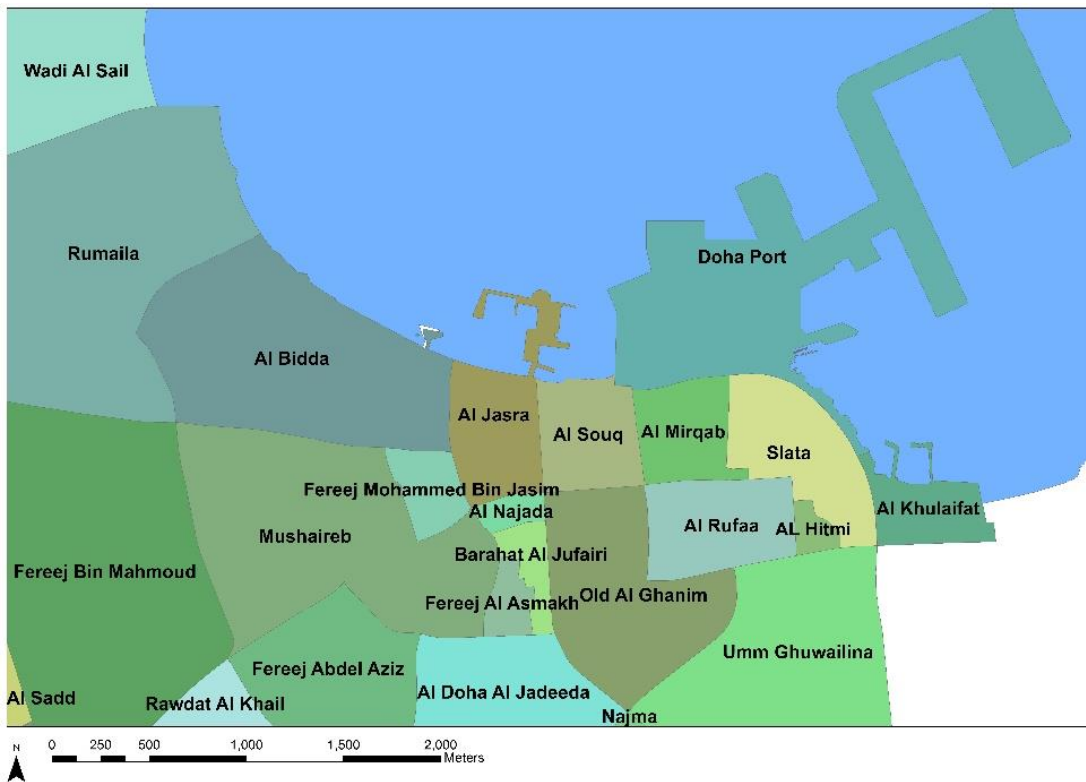 Wadi Al Sail
Rumaila
Doha Port
Al Bidda
Al Jasra
Al Souq
Al Mirqab
Slata
Fereej Mohammed Bin Jasim
Al Najada
Al Khulaifat
Al Rufaa
AL Hitmi
Mushaireb
Barahat Al Jufairi
Fereej Bin Mahmoud
Fereej Al Asmakh
Old Al Ghanim
Umm Ghuwailina
Fereej Abdel Aziz
Al Doha Al Jadeeda
Al Sadd
Rawdat Al Khail
Najma
N
0 250 500 1,000 1,500 2,000
Meters